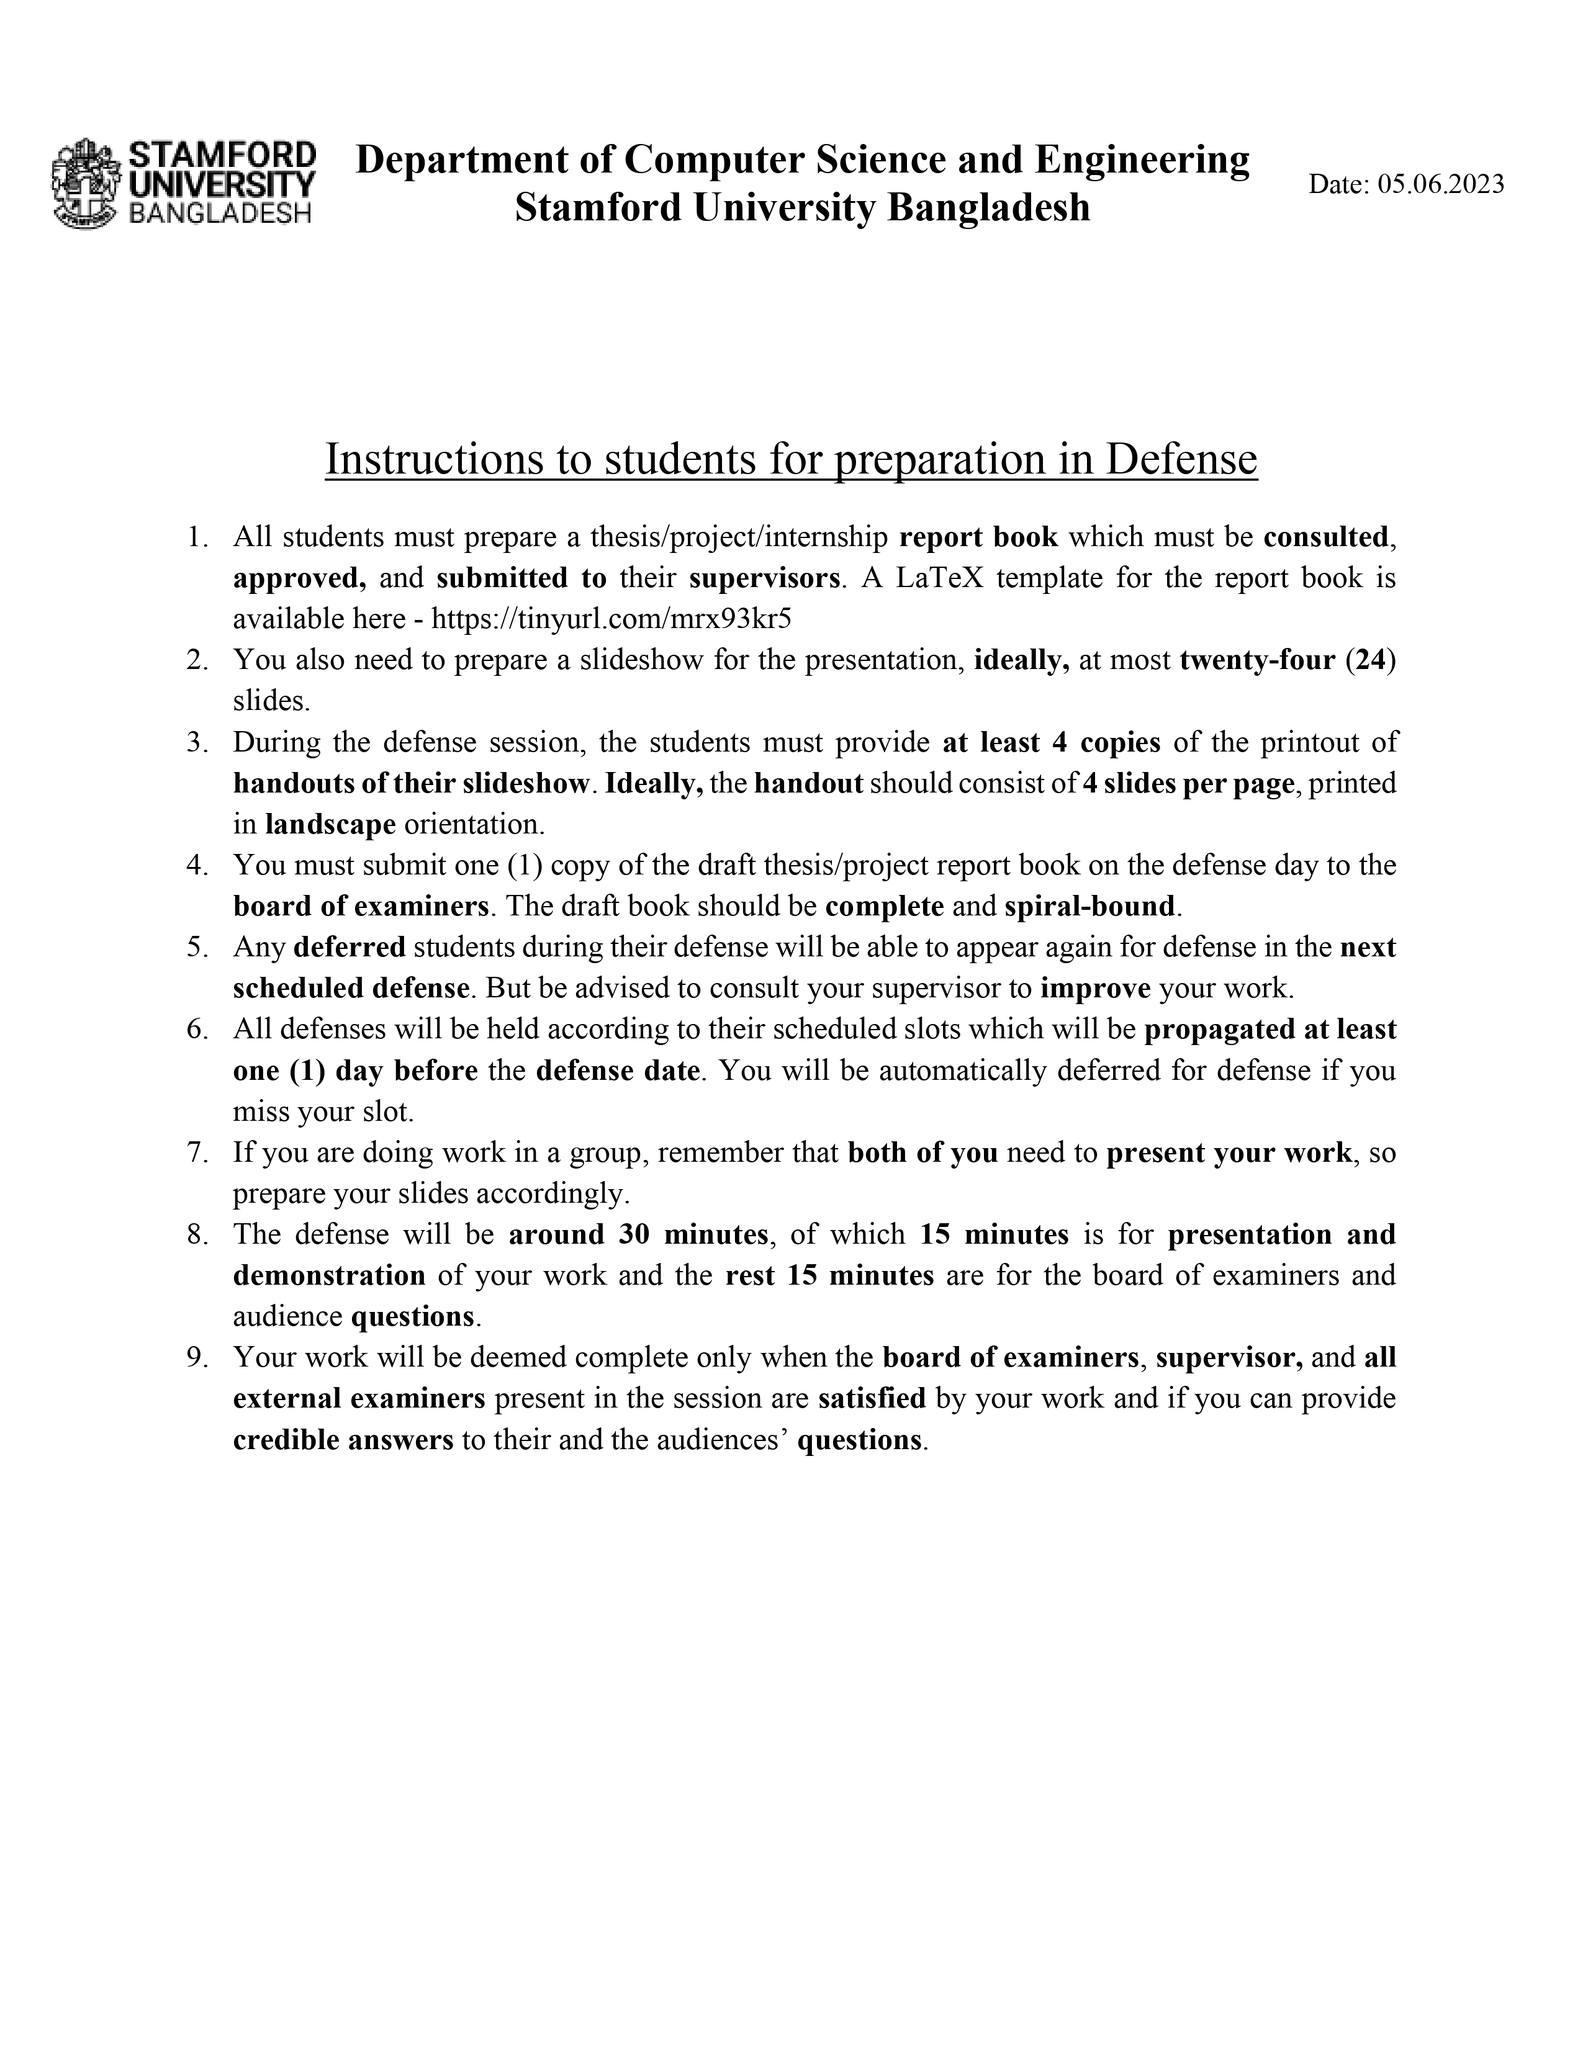 STAMFORD
UNIVERSITY
BANGLADESH
STAMFORD
Department of Computer Science and Engineering
Stamford University Bangladesh
Date: 05.06.2023
Instructions to students for preparation in Defense
1. All students must prepare a thesis/project/internship report book which must be consulted,
approved, and submitted to their supervisors. A LaTeX template for the report book is
available here - https://tinyurl.com/mrx93kr5
2. You also need to prepare a slideshow for the presentation, ideally, at most twenty-four (24)
slides.
3. During the defense session, the students must provide at least 4 copies of the printout of
handouts of their slideshow. Ideally, the handout should consist of 4 slides per page, printed
in landscape orientation.
4. You must submit one (1) copy of the draft thesis/project report book on the defense day to the
board of examiners. The draft book should be complete and spiral-bound.
5. Any deferred students during their defense will be able to appear again for defense in the next
scheduled defense. But be advised to consult your supervisor to improve your work.
6. All defenses will be held according to their scheduled slots which will be propagated at least
one (1) day before the defense date. You will be automatically deferred for defense if you
miss your slot.
7. If you are doing work in a group, remember that both of you need to present your work, so
prepare your slides accordingly.
8. The defense will be around 30 minutes, of which 15 minutes is for presentation and
demonstration of your work and the rest 15 minutes are for the board of examiners and
audience questions.
9. Your work will be deemed complete only when the board of examiners, supervisor, and all
external examiners present in the session are satisfied by your work and if you can provide
credible answers to their and the audiences’ questions.